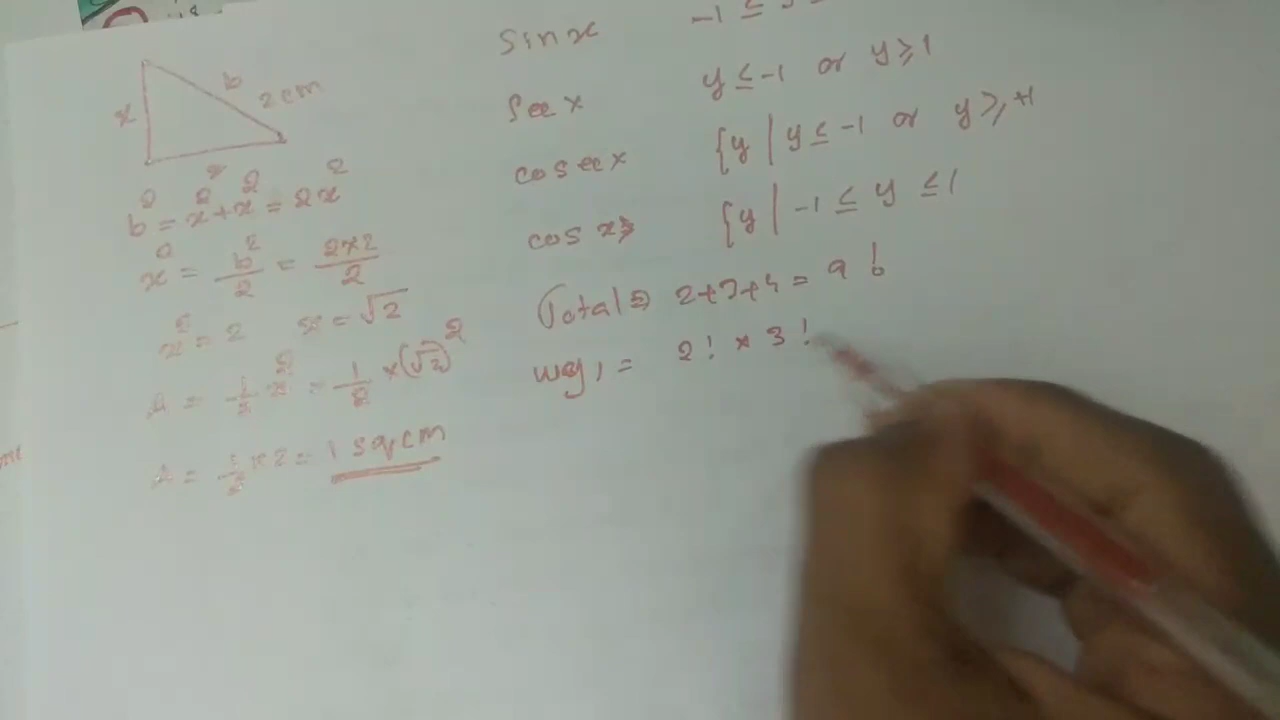 x
b
2cm
b² = x² + x² = 2x²
x² = b²/2 = 2×2/2
x² = 2 x = √2
A = 1/2 x² = 1/2 × (√2)²
A = 1/2 × 2 = 1 sq cm
sin x -1 ≤
sec x y ≤ -1 or y ≥ 1
cosec x {y | y ≤ -1 or y ≥ +1
cos x {y | -1 ≤ y ≤ 1
Total = 2+3+4 = 9 !
way, = 2! × 3!